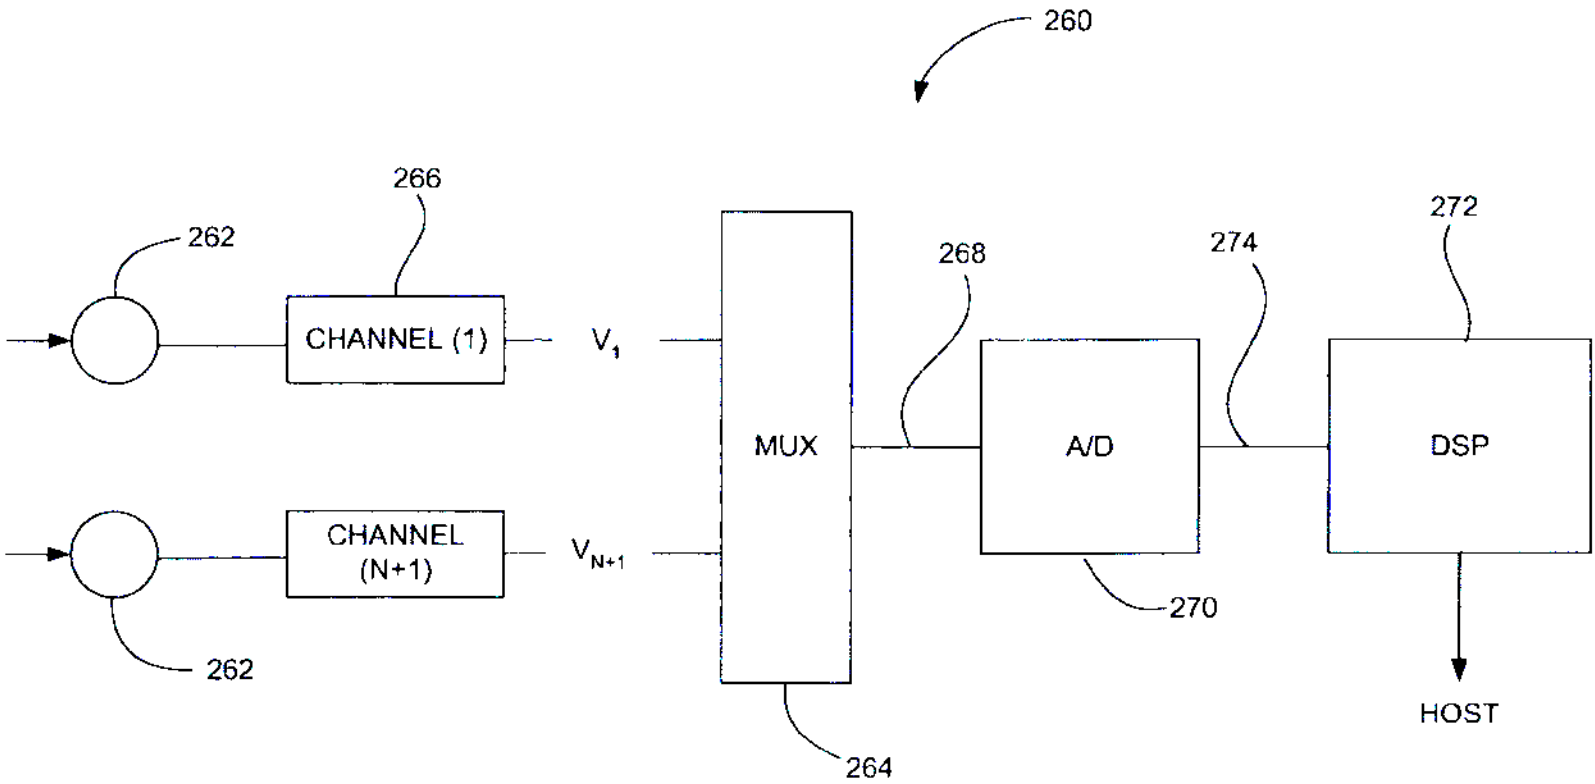 260
266
262
272
274
268
CHANNEL (1)
V1
MUX
A/D
DSP
CHANNEL
(N+1)
VN+1
270
262
HOST
264